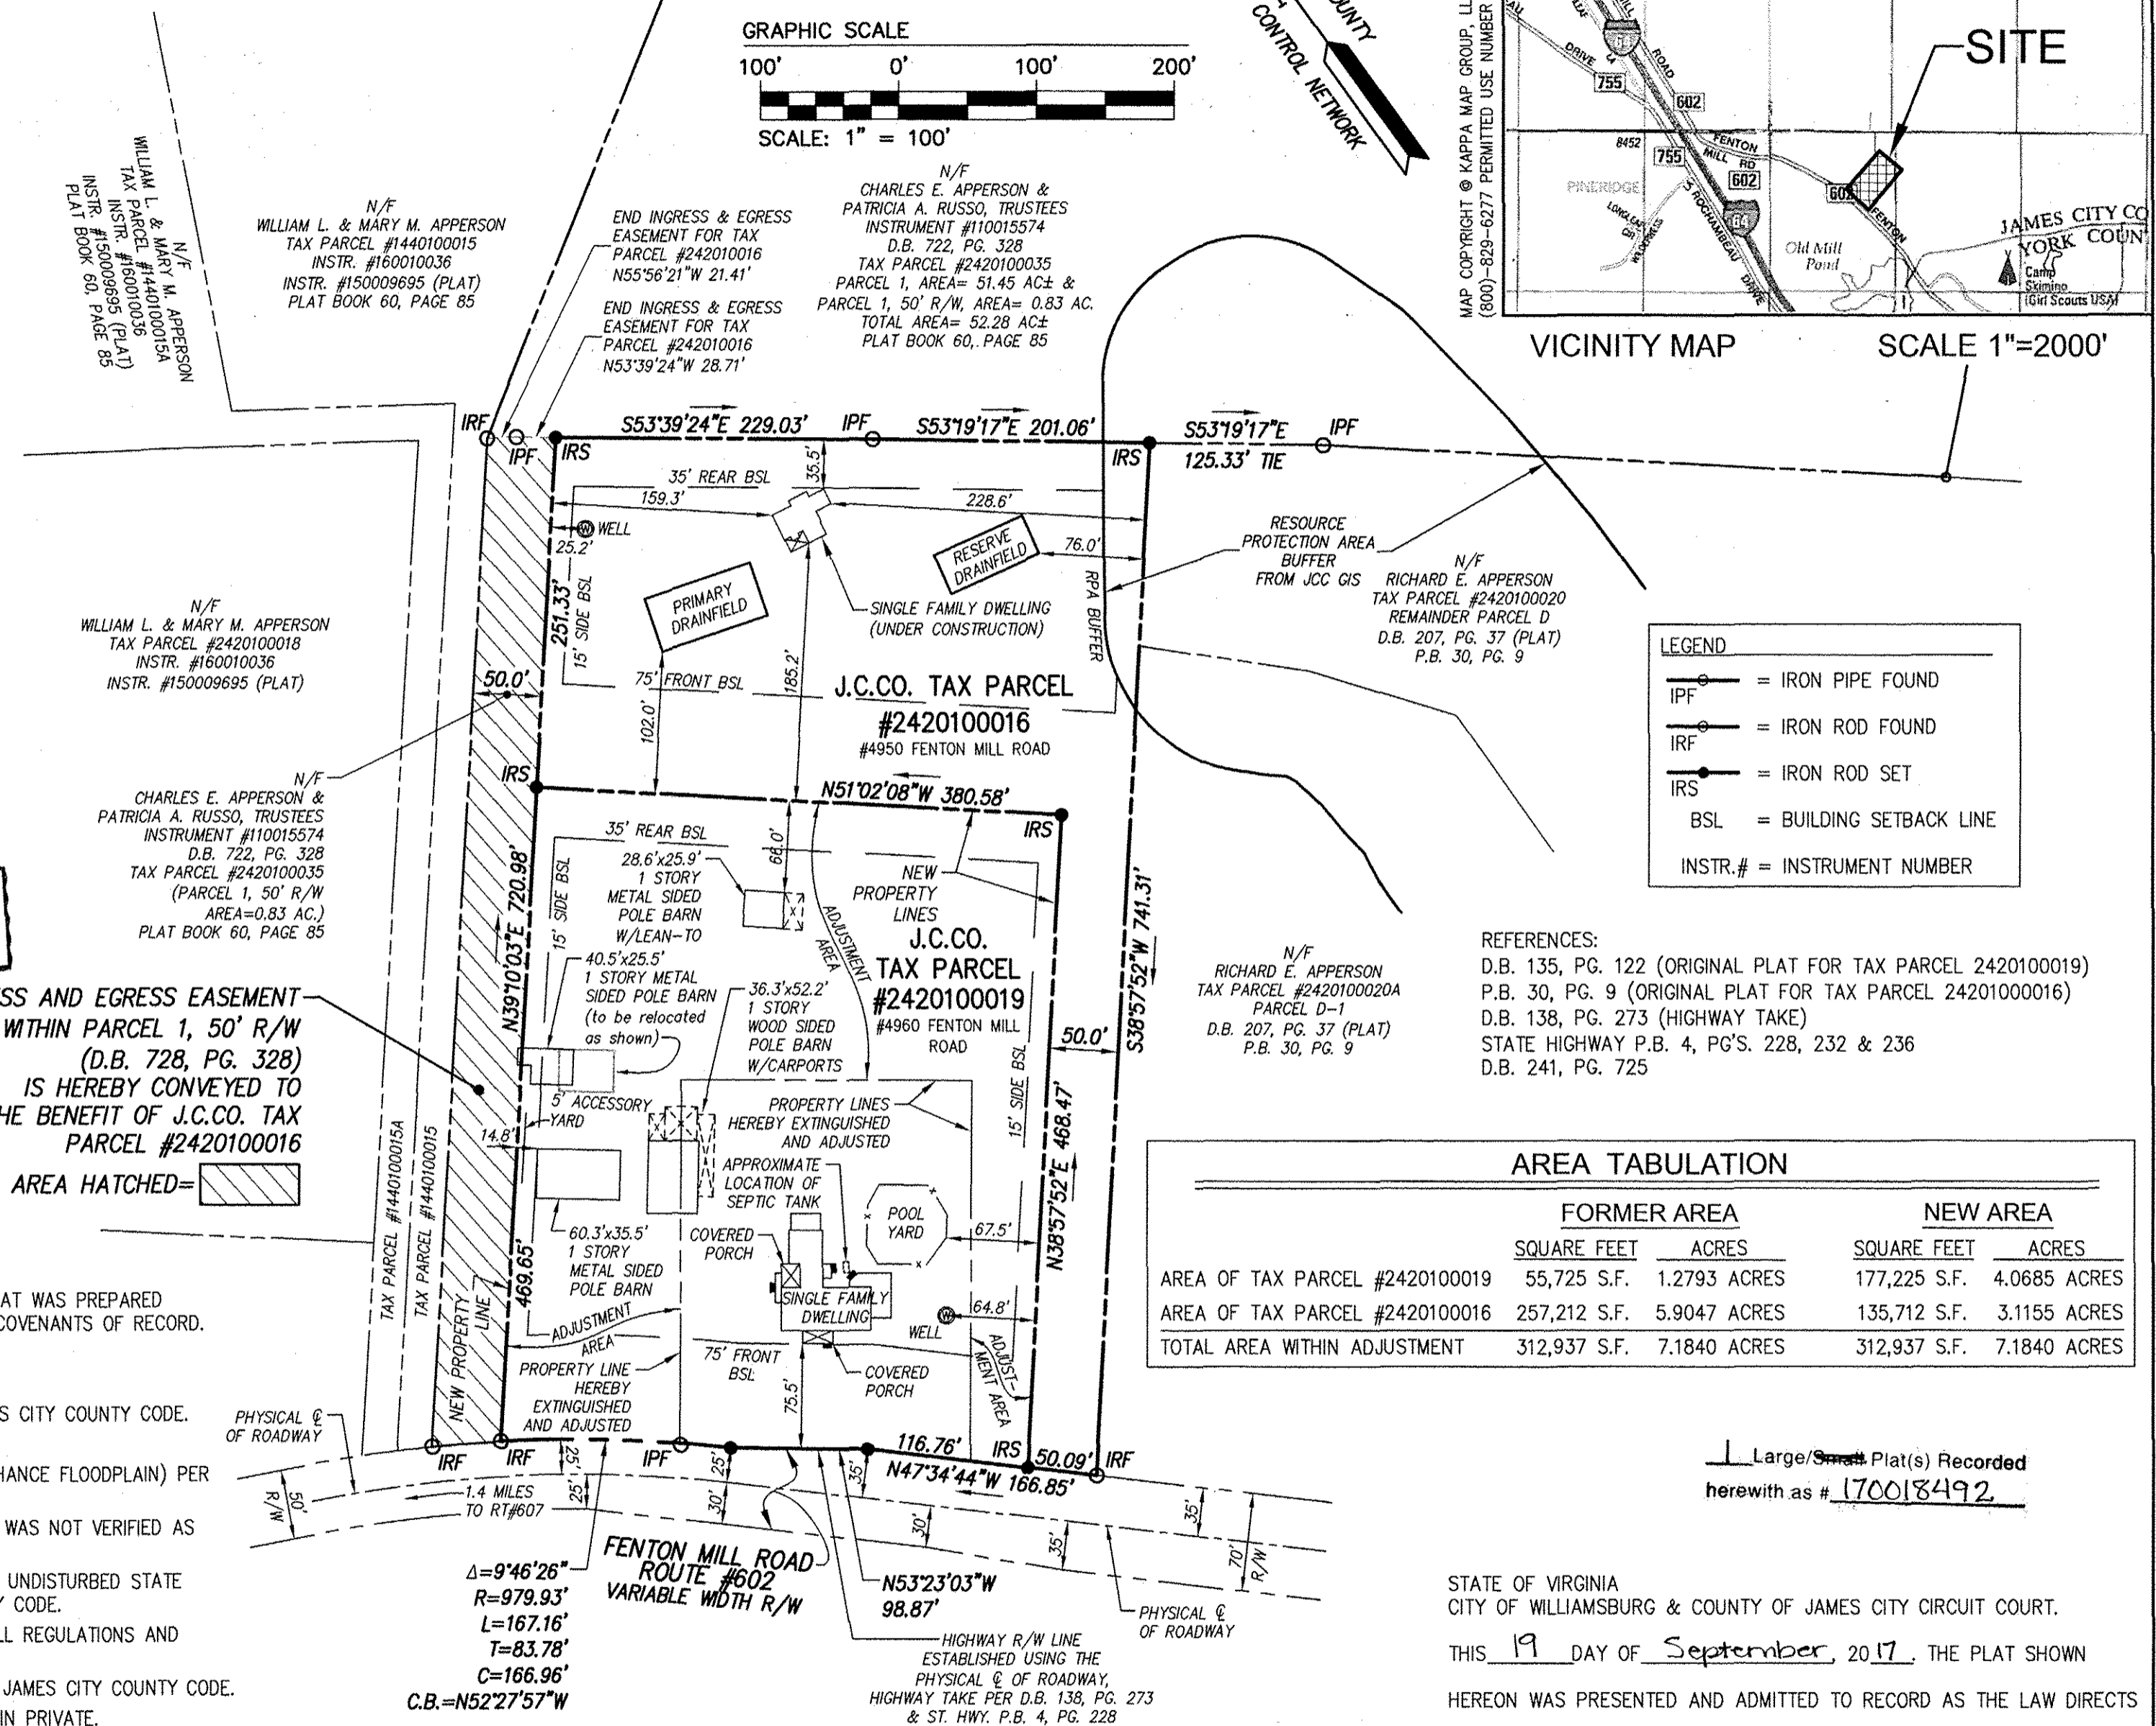 GRAPHIC SCALE
100' 0' 100' 200'
SCALE: 1" = 100'
COUNTY
CONTROL NETWORK
MAP COPYRIGHT © KAPPA MAP GROUP, LL
(800)-829-6277 PERMITTED USE NUMBER
SITE
DRIVE
ROAD
755
602
FENTON
MILL RD
602
8452
755
PINERIDGE
ROCHAMBEAU DRIVE
64
602
FENTON
Old Mill
Pond
JAMES CITY CO
YORK COUN
Camp
Skimino
(Girl Scouts USA)
VICINITY MAP SCALE 1"=2000'
N/F
WILLIAM L. & MARY M. APPERSON
TAX PARCEL #1440100015A
INSTR. #160010036
INSTR. #150009695 (PLAT)
PLAT BOOK 60, PAGE 85
N/F
WILLIAM L. & MARY M. APPERSON
TAX PARCEL #1440100015
INSTR. #160010036
INSTR. #150009695 (PLAT)
PLAT BOOK 60, PAGE 85
END INGRESS & EGRESS
EASEMENT FOR TAX
PARCEL #242010016
N55°56'21"W 21.41'
END INGRESS & EGRESS
EASEMENT FOR TAX
PARCEL #242010016
N53°39'24"W 28.71'
N/F
CHARLES E. APPERSON &
PATRICIA A. RUSSO, TRUSTEES
INSTRUMENT #110015574
D.B. 722, PG. 328
TAX PARCEL #2420100035
PARCEL 1, AREA= 51.45 AC± &
PARCEL 1, 50' R/W, AREA= 0.83 AC.
TOTAL AREA= 52.28 AC±
PLAT BOOK 60, PAGE 85
IRF
IPF
IRS
S53°39'24"E 229.03'
IPF
S53°19'17"E 201.06'
IRS
S53°19'17"E
125.33' TIE
IPF
35' REAR BSL
35.5'
159.3'
228.6'
WELL
25.2'
15' SIDE BSL
251.33'
PRIMARY
DRAINFIELD
RESERVE
DRAINFIELD
76.0'
RPA BUFFER
SINGLE FAMILY DWELLING
(UNDER CONSTRUCTION)
RESOURCE
PROTECTION AREA
BUFFER
FROM JCC GIS
N/F
RICHARD E. APPERSON
TAX PARCEL #2420100020
REMAINDER PARCEL D
D.B. 207, PG. 37 (PLAT)
P.B. 30, PG. 9
N/F
WILLIAM L. & MARY M. APPERSON
TAX PARCEL #2420100018
INSTR. #160010036
INSTR. #150009695 (PLAT)
50.0'
75' FRONT BSL
102.0'
185.2'
J.C.CO. TAX PARCEL
#2420100016
#4950 FENTON MILL ROAD
LEGEND
IPF = IRON PIPE FOUND
IRF = IRON ROD FOUND
IRS = IRON ROD SET
BSL = BUILDING SETBACK LINE
INSTR.# = INSTRUMENT NUMBER
N/F
CHARLES E. APPERSON &
PATRICIA A. RUSSO, TRUSTEES
INSTRUMENT #110015574
D.B. 722, PG. 328
TAX PARCEL #2420100035
(PARCEL 1, 50' R/W
AREA=0.83 AC.)
PLAT BOOK 60, PAGE 85
IRS
N51°02'08"W 380.58'
IRS
35' REAR BSL
66.0'
28.6'x25.9'
1 STORY
METAL SIDED
POLE BARN
W/LEAN-TO
NEW
PROPERTY
LINES
ADJUSTMENT
AREA
J.C.CO.
TAX PARCEL
#2420100019
#4960 FENTON MILL
ROAD
N39°10'03"E 720.98'
15' SIDE BSL
40.5'x25.5'
1 STORY METAL
SIDED POLE BARN
(to be relocated
as shown)
36.3'x52.2'
1 STORY
WOOD SIDED
POLE BARN
W/CARPORTS
S38°57'52"W 741.31'
50.0'
15' SIDE BSL
N38°57'52"E 468.47'
N/F
RICHARD E. APPERSON
TAX PARCEL #2420100020A
PARCEL D-1
D.B. 207, PG. 37 (PLAT)
P.B. 30, PG. 9
REFERENCES:
D.B. 135, PG. 122 (ORIGINAL PLAT FOR TAX PARCEL 2420100019)
P.B. 30, PG. 9 (ORIGINAL PLAT FOR TAX PARCEL 24201000016)
D.B. 138, PG. 273 (HIGHWAY TAKE)
STATE HIGHWAY P.B. 4, PG'S. 228, 232 & 236
D.B. 241, PG. 725
SS AND EGRESS EASEMENT
WITHIN PARCEL 1, 50' R/W
(D.B. 728, PG. 328)
IS HEREBY CONVEYED TO
HE BENEFIT OF J.C.CO. TAX
PARCEL #2420100016
AREA HATCHED=
5' ACCESSORY
YARD
14.8'
PROPERTY LINES
HEREBY EXTINGUISHED
AND ADJUSTED
APPROXIMATE
LOCATION OF
SEPTIC TANK
POOL
YARD
67.5'
60.3'x35.5'
1 STORY
METAL SIDED
POLE BARN
COVERED
PORCH
SINGLE FAMILY
DWELLING
WELL
64.8'
TAX PARCEL #1440100015A
TAX PARCEL #1440100015
NEW PROPERTY LINE
469.65'
ADJUSTMENT
AREA
75' FRONT
BSL
75.5'
COVERED
PORCH
ADJUST-
MENT AREA
PROPERTY LINE
HEREBY
EXTINGUISHED
AND ADJUSTED
AREA TABULATION
FORMER AREA NEW AREA
SQUARE FEET ACRES SQUARE FEET ACRES
AREA OF TAX PARCEL #2420100019 55,725 S.F. 1.2793 ACRES 177,225 S.F. 4.0685 ACRES
AREA OF TAX PARCEL #2420100016 257,212 S.F. 5.9047 ACRES 135,712 S.F. 3.1155 ACRES
TOTAL AREA WITHIN ADJUSTMENT 312,937 S.F. 7.1840 ACRES 312,937 S.F. 7.1840 ACRES
AT WAS PREPARED
COVENANTS OF RECORD.
S CITY COUNTY CODE.
HANCE FLOODPLAIN) PER
WAS NOT VERIFIED AS
UNDISTURBED STATE
Y CODE.
LL REGULATIONS AND
JAMES CITY COUNTY CODE.
IN PRIVATE.
PHYSICAL ℄
OF ROADWAY
IRF
IRF
IPF
116.76'
IRS
50.09'
IRF
N47°34'44"W 166.85'
50'
R/W
1.4 MILES
TO RT#607
25'
25'
25'
30'
35'
30'
35'
35'
70'
R/W
FENTON MILL ROAD
ROUTE #602
VARIABLE WIDTH R/W
N53°23'03"W
98.87'
PHYSICAL ℄
OF ROADWAY
Δ=9°46'26"
R=979.93'
L=167.16'
T=83.78'
C=166.96'
C.B.=N52°27'57"W
HIGHWAY R/W LINE
ESTABLISHED USING THE
PHYSICAL ℄ OF ROADWAY,
HIGHWAY TAKE PER D.B. 138, PG. 273
& ST. HWY. P.B. 4, PG. 228
1 Large/Small Plat(s) Recorded
herewith as # 170018492
STATE OF VIRGINIA
CITY OF WILLIAMSBURG & COUNTY OF JAMES CITY CIRCUIT COURT.
THIS 19 DAY OF September, 2017. THE PLAT SHOWN
HEREON WAS PRESENTED AND ADMITTED TO RECORD AS THE LAW DIRECTS